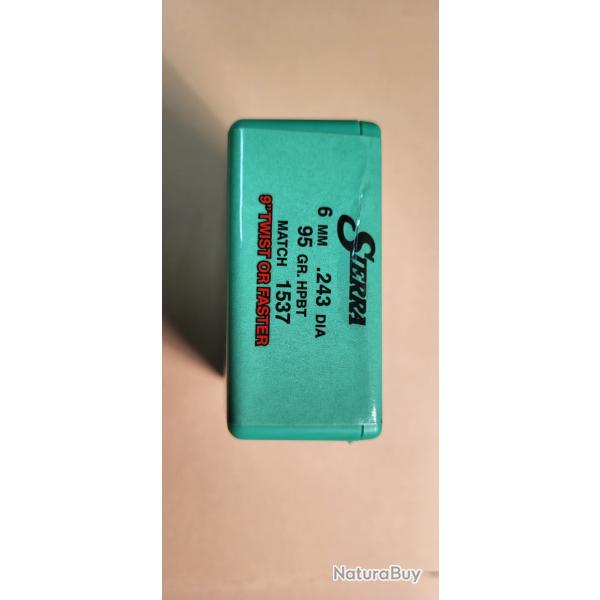 SIERRA
6 MM .243 DIA
95 GR. HPBT
MATCH 1537
9" TWIST OR FASTER
NaturaBuy